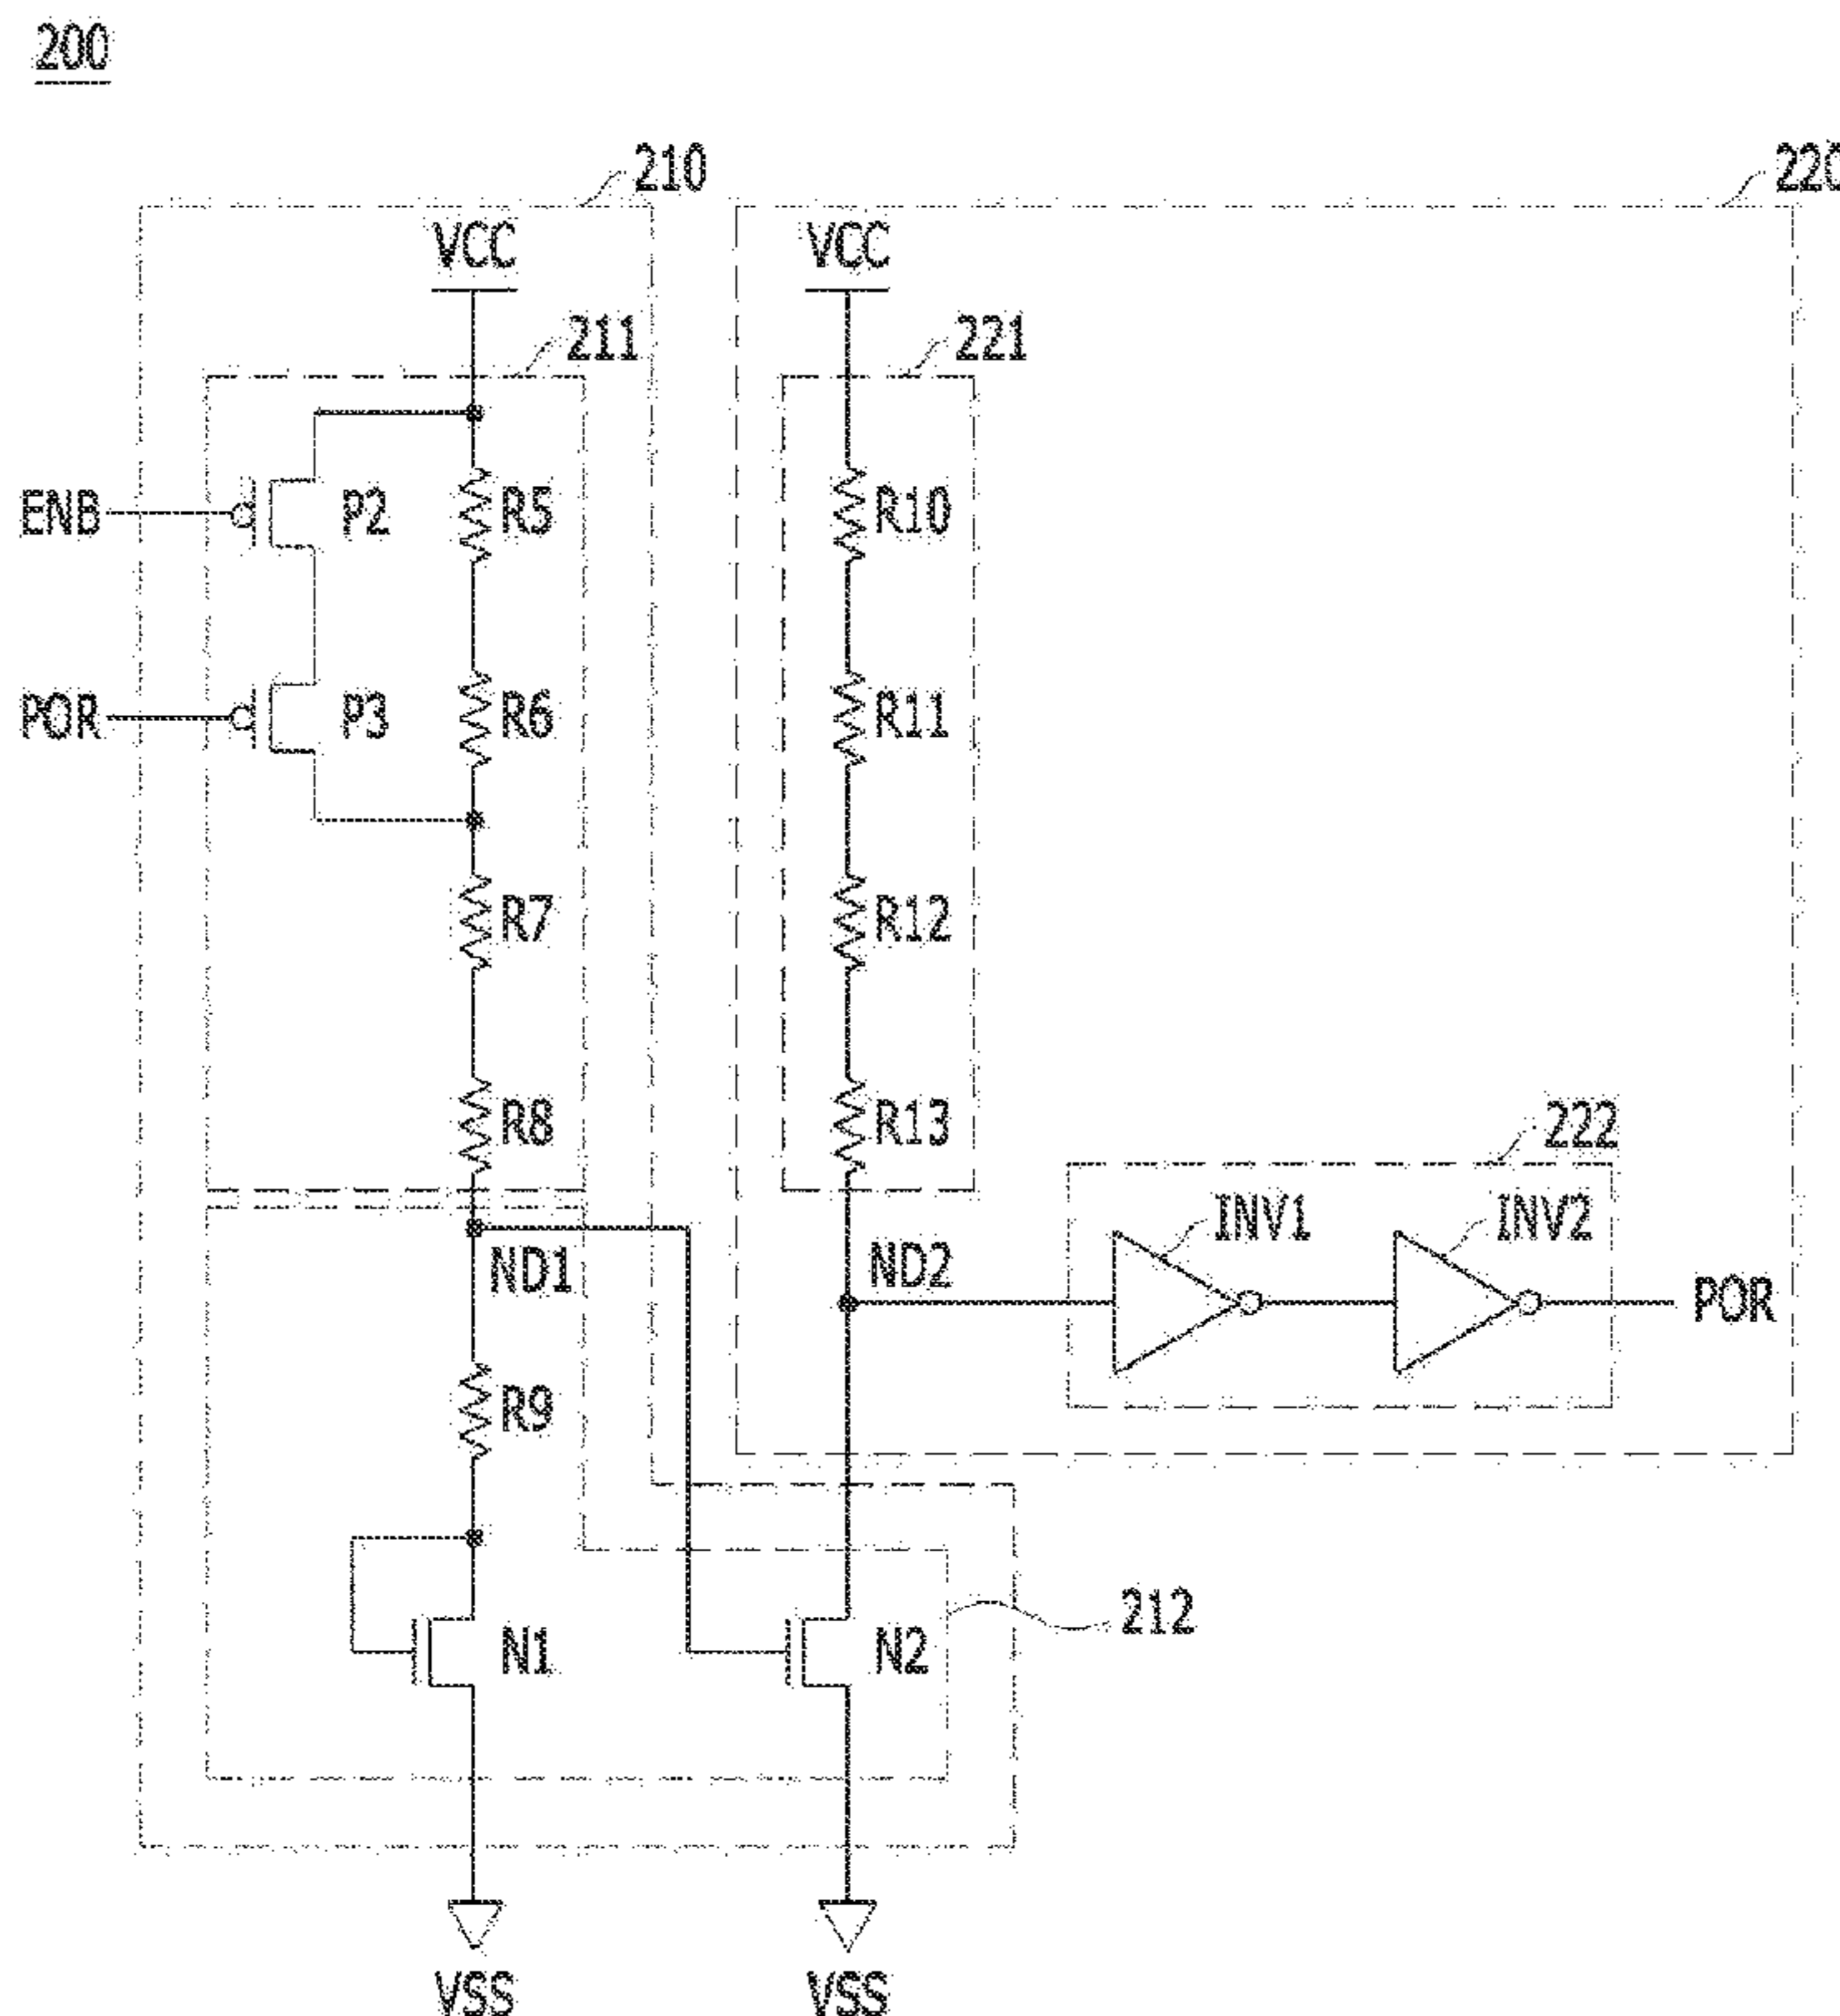 200
210
220
VCC
VCC
211
221
ENB
P2
R5
R10
POR
P3
R6
R11
R7
R12
R8
R13
222
INV1
INV2
ND1
ND2
POR
R9
N1
N2
212
VSS
VSS